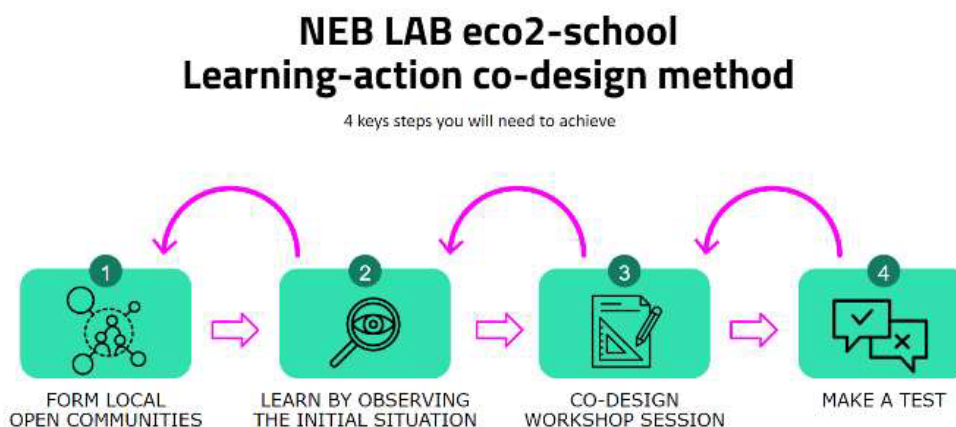 NEB LAB eco2-school
Learning-action co-design method
4 keys steps you will need to achieve
1
2
3
4
FORM LOCAL
OPEN COMMUNITIES
LEARN BY OBSERVING
THE INITIAL SITUATION
CO-DESIGN
WORKSHOP SESSION
MAKE A TEST